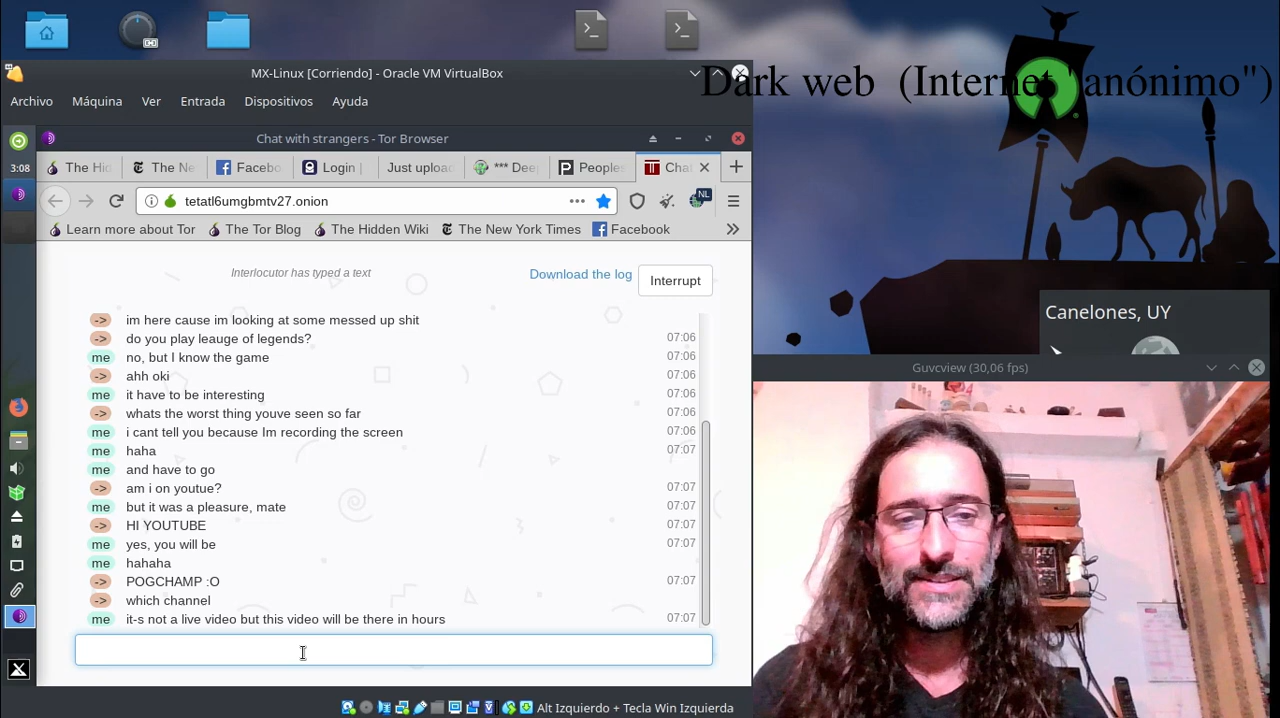 MX-Linux [Corriendo] - Oracle VM VirtualBox
Dark web (Internet "anónimo")
Archivo Máquina Ver Entrada Dispositivos Ayuda
Chat with strangers - Tor Browser
3:08
The Hid
The Ne
Facebo
Login |
Just uploa
*** Dee
Peoples
Chat
tetatl6umgbmtv27.onion
NL
Learn more about Tor
The Tor Blog
The Hidden Wiki
The New York Times
Facebook
Interlocutor has typed a text
Download the log
Interrupt
-> im here cause im looking at some messed up shit
-> do you play leauge of legends? 07:06
me no, but I know the game 07:06
-> ahh oki 07:06
me it have to be interesting 07:06
-> whats the worst thing youve seen so far 07:06
me i cant tell you because Im recording the screen 07:06
me haha 07:07
me and have to go
-> am i on youtue? 07:07
me but it was a pleasure, mate 07:07
-> HI YOUTUBE 07:07
me yes, you will be 07:07
me hahaha
-> POGCHAMP :O 07:07
-> which channel
me it-s not a live video but this video will be there in hours 07:07
Alt Izquierdo + Tecla Win Izquierda
Canelones, UY
Guvcview (30,06 fps)